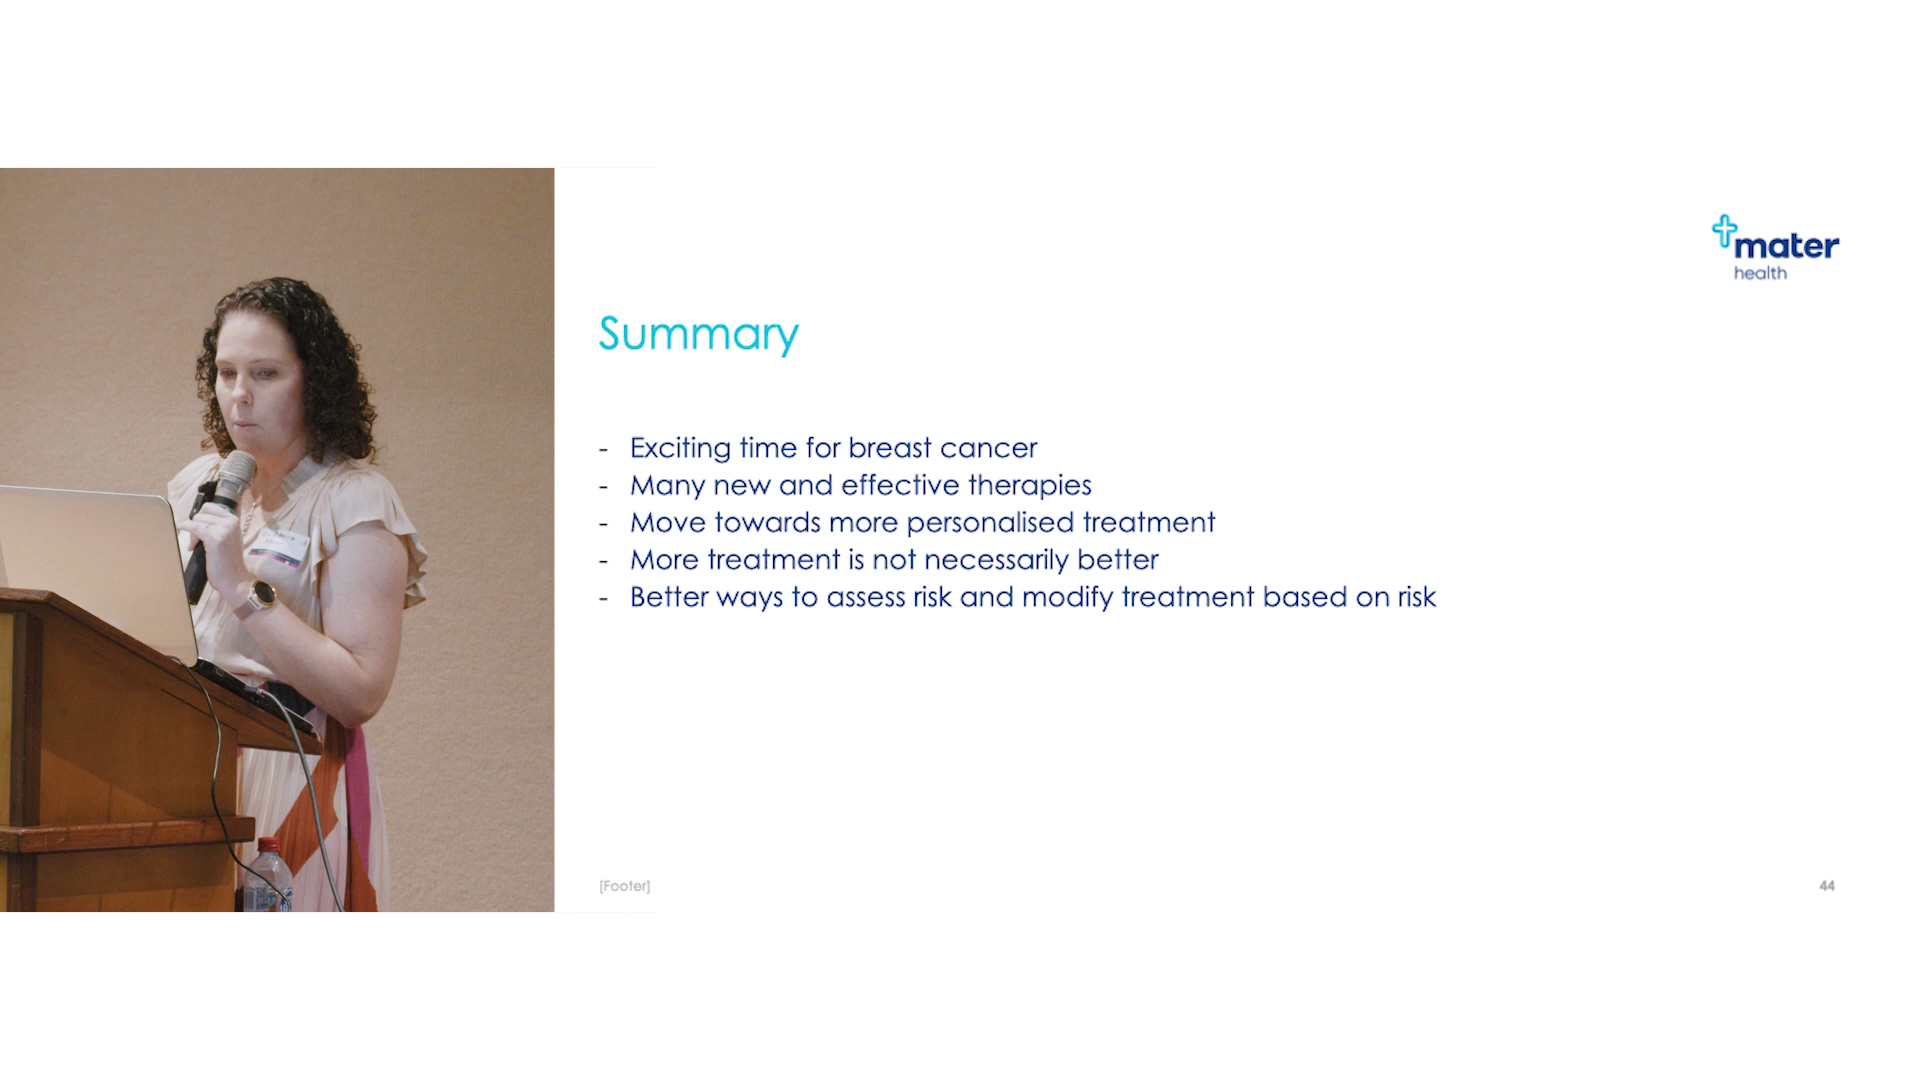 mater
health
Summary
- Exciting time for breast cancer
- Many new and effective therapies
- Move towards more personalised treatment
- More treatment is not necessarily better
- Better ways to assess risk and modify treatment based on risk
[Footer]
44